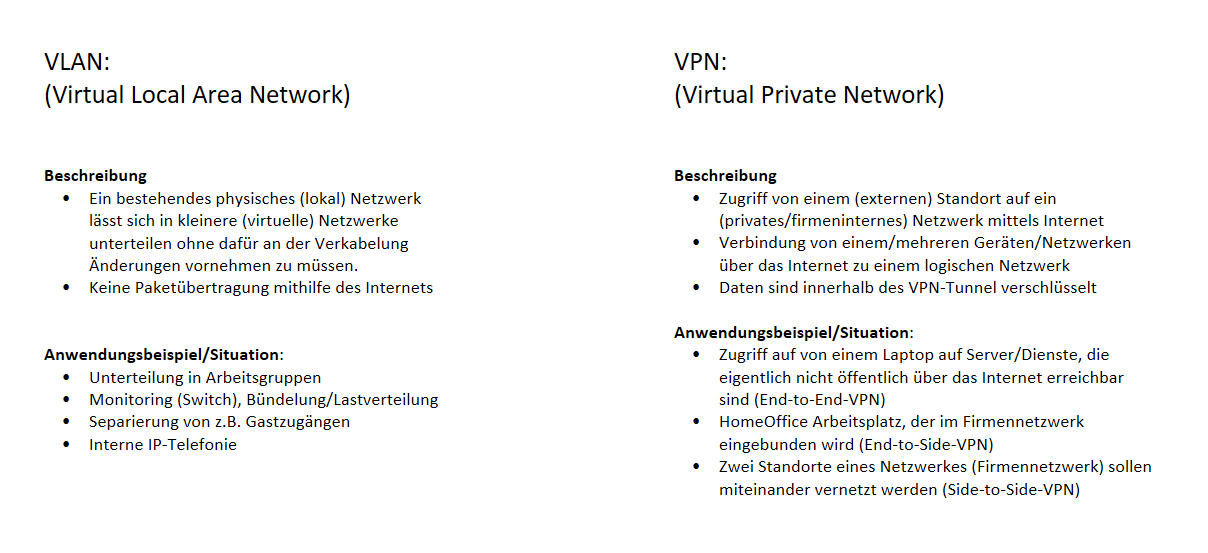 VLAN:
(Virtual Local Area Network)
Beschreibung
• Ein bestehendes physisches (lokal) Netzwerk
lässt sich in kleinere (virtuelle) Netzwerke
unterteilen ohne dafür an der Verkabelung
Änderungen vornehmen zu müssen.
• Keine Paketübertragung mithilfe des Internets
Anwendungsbeispiel/Situation:
• Unterteilung in Arbeitsgruppen
• Monitoring (Switch), Bündelung/Lastverteilung
• Separierung von z.B. Gastzugängen
• Interne IP-Telefonie
VPN:
(Virtual Private Network)
Beschreibung
• Zugriff von einem (externen) Standort auf ein
(privates/firmeninternes) Netzwerk mittels Internet
• Verbindung von einem/mehreren Geräten/Netzwerken
über das Internet zu einem logischen Netzwerk
• Daten sind innerhalb des VPN-Tunnel verschlüsselt
Anwendungsbeispiel/Situation:
• Zugriff auf von einem Laptop auf Server/Dienste, die
eigentlich nicht öffentlich über das Internet erreichbar
sind (End-to-End-VPN)
• HomeOffice Arbeitsplatz, der im Firmennetzwerk
eingebunden wird (End-to-Side-VPN)
• Zwei Standorte eines Netzwerkes (Firmennetzwerk) sollen
miteinander vernetzt werden (Side-to-Side-VPN)